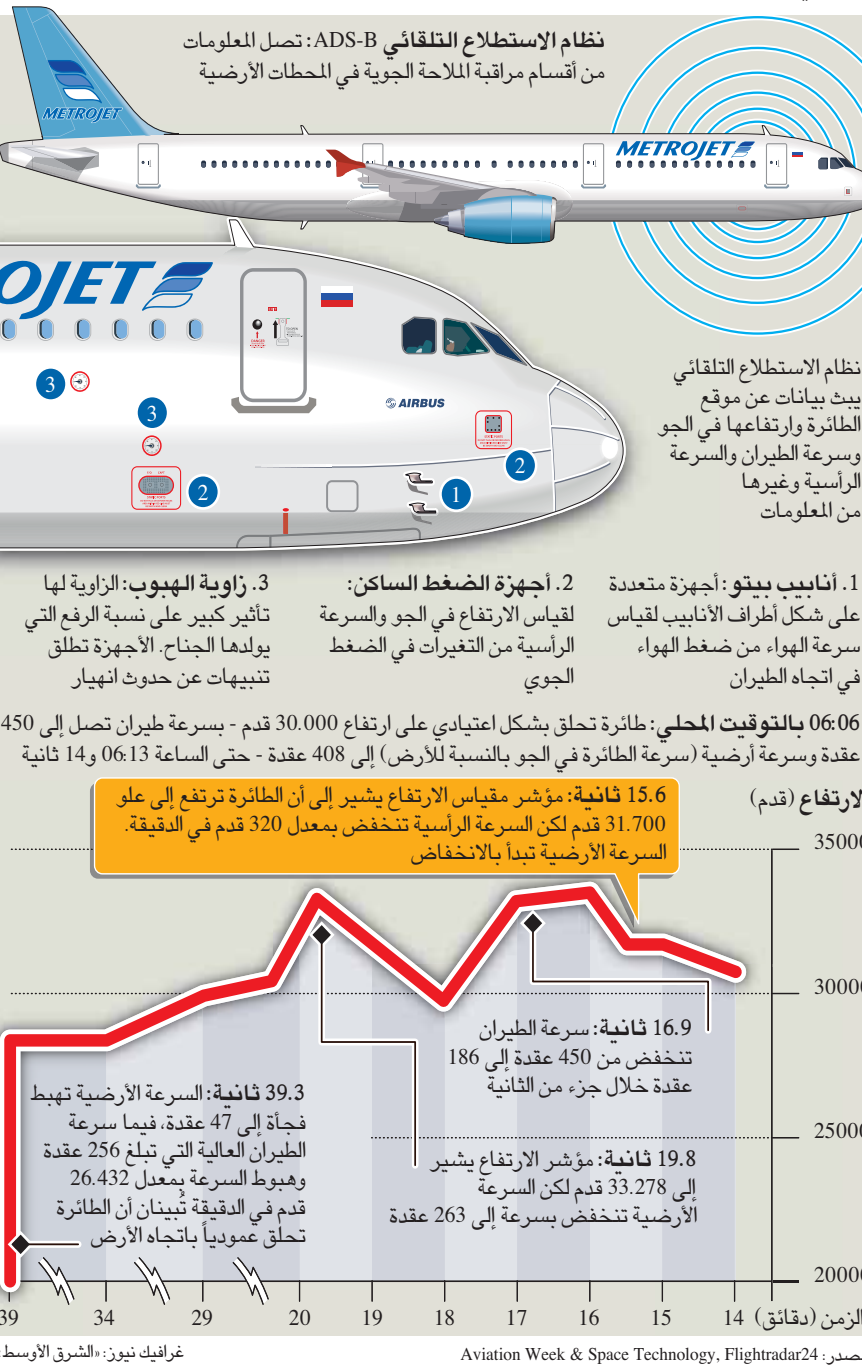 نظام الاستطلاع التلقائي ADS-B: تصل المعلومات
من أقسام مراقبة الملاحة الجوية في المحطات الأرضية
METROJET
METROJET
OJET
AIRBUS
3
3
2
2
1
نظام الاستطلاع التلقائي
يبث بيانات عن موقع
الطائرة وارتفاعها في الجو
وسرعة الطيران والسرعة
الرأسية وغيرها
من المعلومات
1. أنابيب بيتو: أجهزة متعددة
على شكل أطراف الأنابيب لقياس
سرعة الهواء من ضغط الهواء
في اتجاه الطيران
2. أجهزة الضغط الساكن:
لقياس الارتفاع في الجو والسرعة
الرأسية من التغيرات في الضغط
الجوي
3. زاوية الهبوب: الزاوية لها
تأثير كبير على نسبة الرفع التي
يولدها الجناح. الأجهزة تطلق
تنبيهات عن حدوث انهيار
06:06 بالتوقيت المحلي: طائرة تحلق بشكل اعتيادي على ارتفاع 30.000 قدم - بسرعة طيران تصل إلى 450
عقدة وسرعة أرضية (سرعة الطائرة في الجو بالنسبة للأرض) إلى 408 عقدة - حتى الساعة 06:13 و14 ثانية
لارتفاع (قدم)
15.6 ثانية: مؤشر مقياس الارتفاع يشير إلى أن الطائرة ترتفع إلى علو
31.700 قدم لكن السرعة الرأسية تنخفض بمعدل 320 قدم في الدقيقة.
السرعة الأرضية تبدأ بالانخفاض
35000
30000
25000
20000
16.9 ثانية: سرعة الطيران
تنخفض من 450 عقدة إلى 186
عقدة خلال جزء من الثانية
19.8 ثانية: مؤشر الارتفاع يشير
إلى 33.278 قدم لكن السرعة
الأرضية تنخفض بسرعة إلى 263 عقدة
39.3 ثانية: السرعة الأرضية تهبط
فجأة إلى 47 عقدة، فيما سرعة
الطيران العالية التي تبلغ 256 عقدة
وهبوط السرعة بمعدل 26.432
قدم في الدقيقة تُبينان أن الطائرة
تحلق عمودياً باتجاه الأرض
لزمن (دقائق) 14 15 16 17 18 19 20 29 34 39
صدر: Aviation Week & Space Technology, Flightradar24
غرافيك نيوز: «الشرق الأوسط»